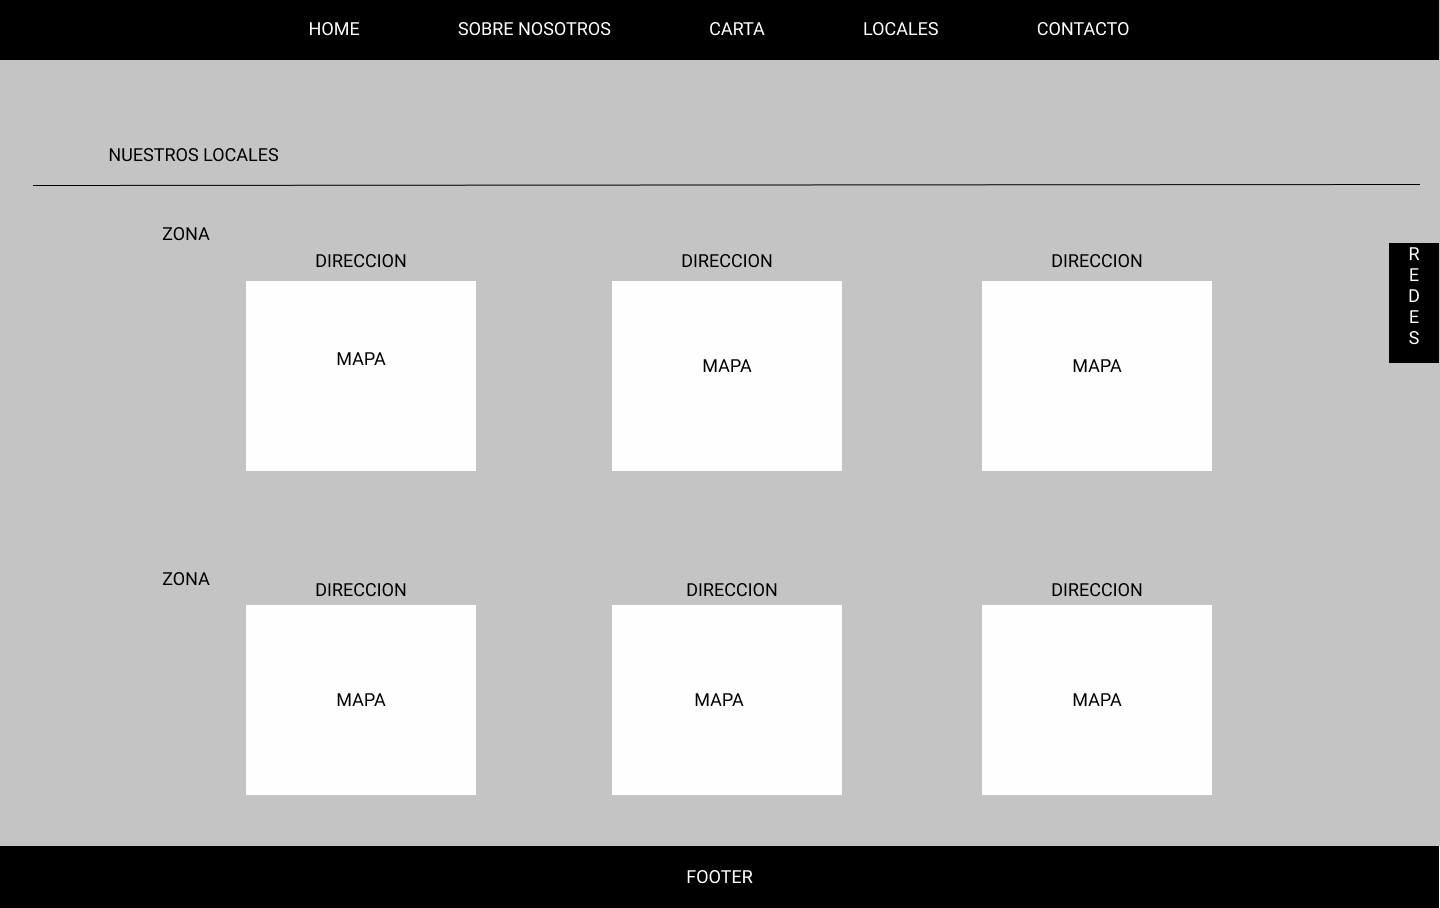 HOME SOBRE NOSOTROS CARTA LOCALES CONTACTO
NUESTROS LOCALES
ZONA
DIRECCION DIRECCION DIRECCION
MAPA MAPA MAPA
R
E
D
E
S
ZONA
DIRECCION DIRECCION DIRECCION
MAPA MAPA MAPA
FOOTER